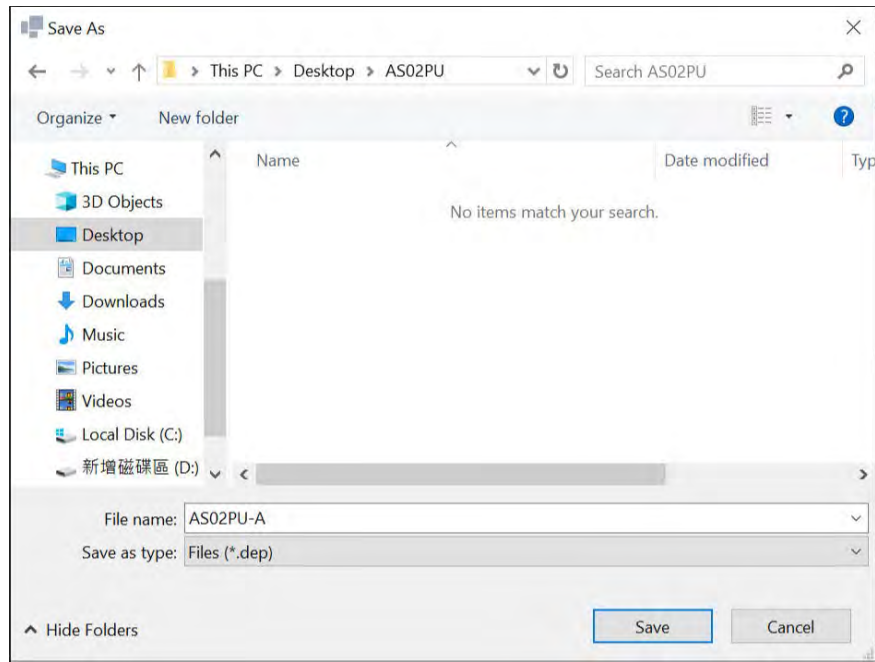 Save As
This PC > Desktop > AS02PU
Search AS02PU
Organize
New folder
Name
Date modified
Typ
No items match your search.
This PC
3D Objects
Desktop
Documents
Downloads
Music
Pictures
Videos
Local Disk (C:)
新增磁碟區 (D:)
File name: AS02PU-A
Save as type: Files (*.dep)
Hide Folders
Save
Cancel